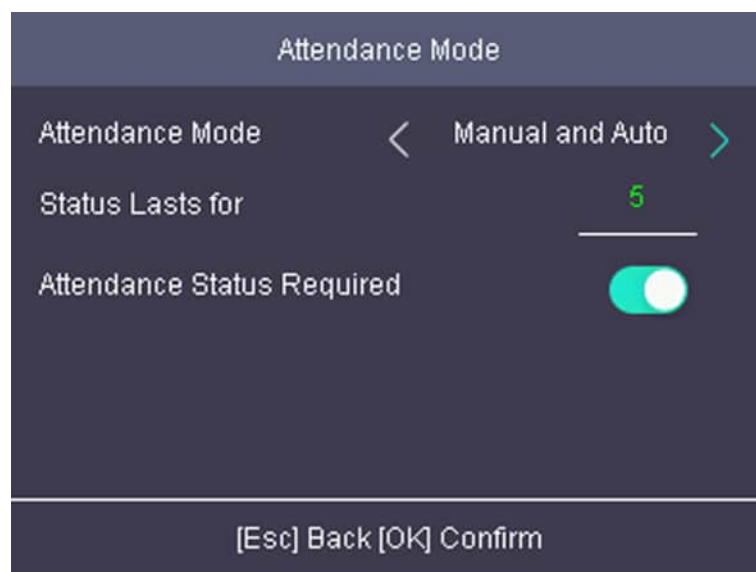 Attendance Mode
Attendance Mode < Manual and Auto >
Status Lasts for 5
Attendance Status Required
[Esc] Back [OK] Confirm